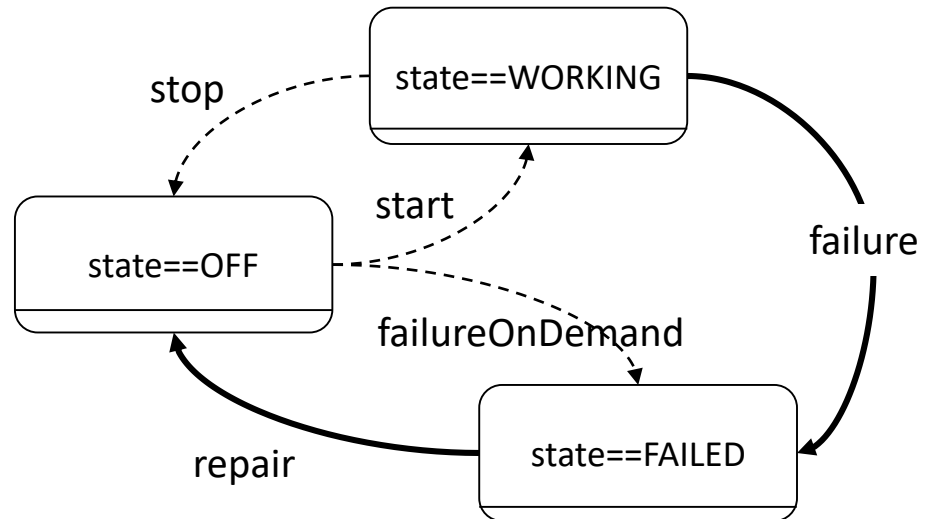 state==WORKING
stop
start
failure
state==OFF
failureOnDemand
state==FAILED
repair